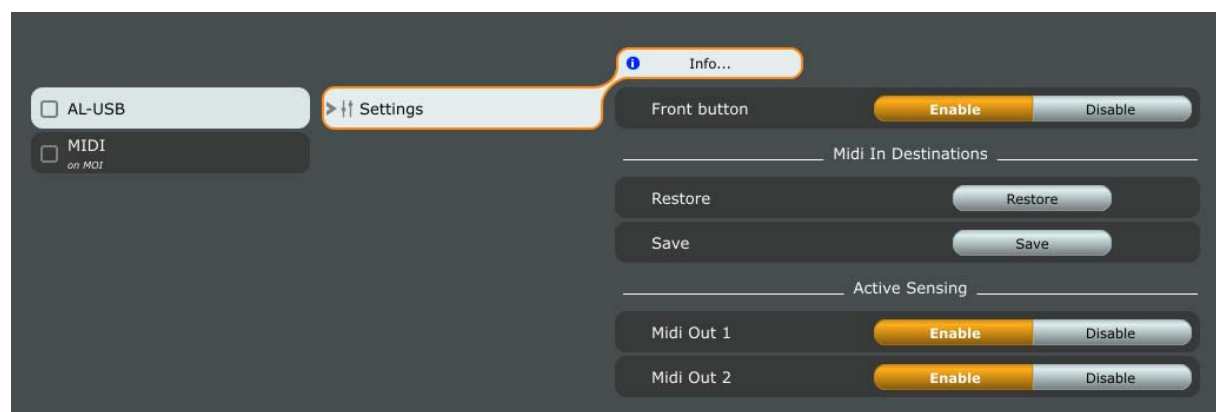 Info...
AL-USB
Settings
Front button Enable Disable
MIDI
on MOI
Midi In Destinations
Restore Restore
Save Save
Active Sensing
Midi Out 1 Enable Disable
Midi Out 2 Enable Disable